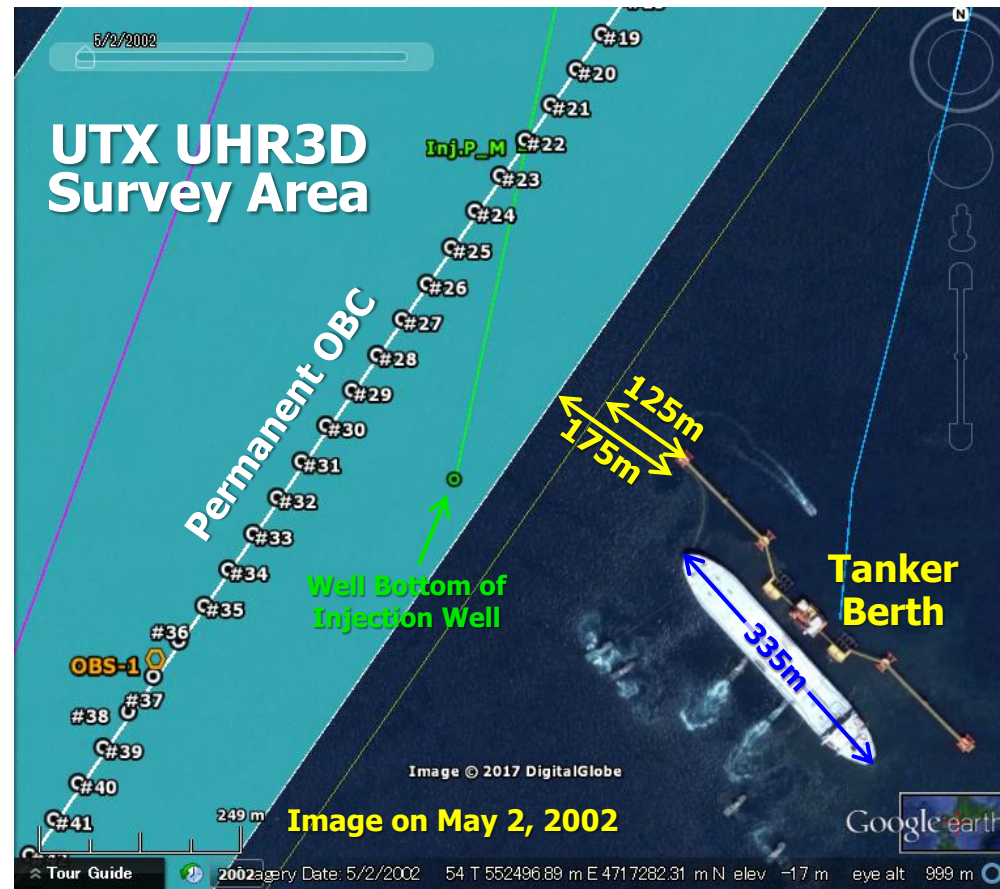 N
5/2/2002
#19
#20
#21
UTX UHR3D
Survey Area
Inj.P_M
#22
#23
#24
#25
#26
#27
Permanent OBC
#28
#29
#30
125m
175m
#31
#32
#33
#34
Well Bottom of
Injection Well
Tanker
Berth
#35
#36
OBS-1
335m
#37
#38
#39
#40
#41
Image © 2017 DigitalGlobe
249 m
Image on May 2, 2002
Google earth
Tour Guide
2002
agery Date: 5/2/2002 54 T 552496.89 m E 4717282.31 m N elev -17 m eye alt 999 m